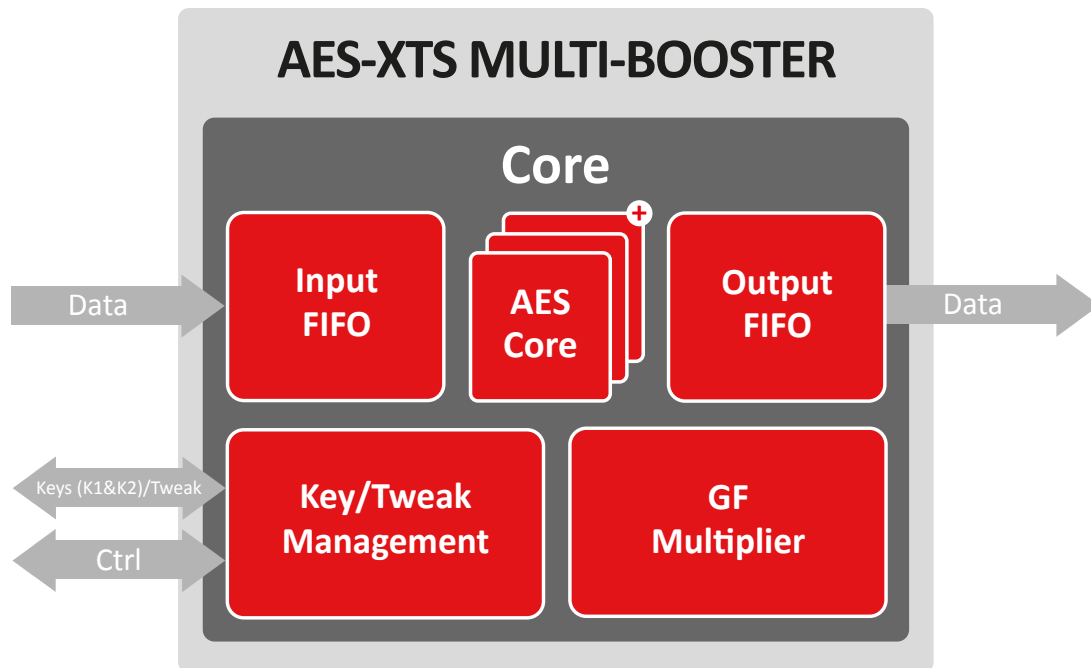 AES-XTS MULTI-BOOSTER
Core
Input
FIFO
+
AES
Core
Output
FIFO
Data
Data
Keys (K1&K2)/Tweak
Ctrl
Key/Tweak
Management
GF
Multiplier